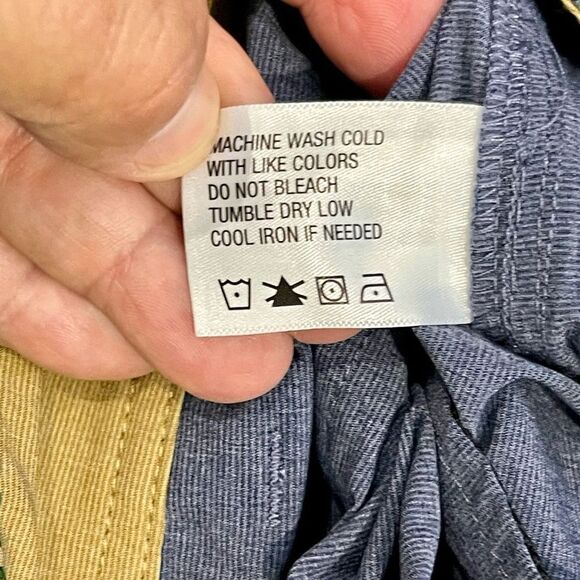 MACHINE WASH COLD
WITH LIKE COLORS
DO NOT BLEACH
TUMBLE DRY LOW
COOL IRON IF NEEDED